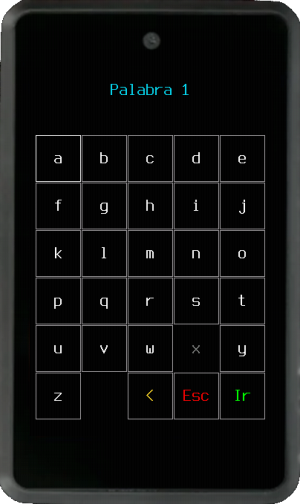 Palabra 1
a b c d e
f g h i j
k l m n o
p q r s t
u v w x y
z < Esc Ir